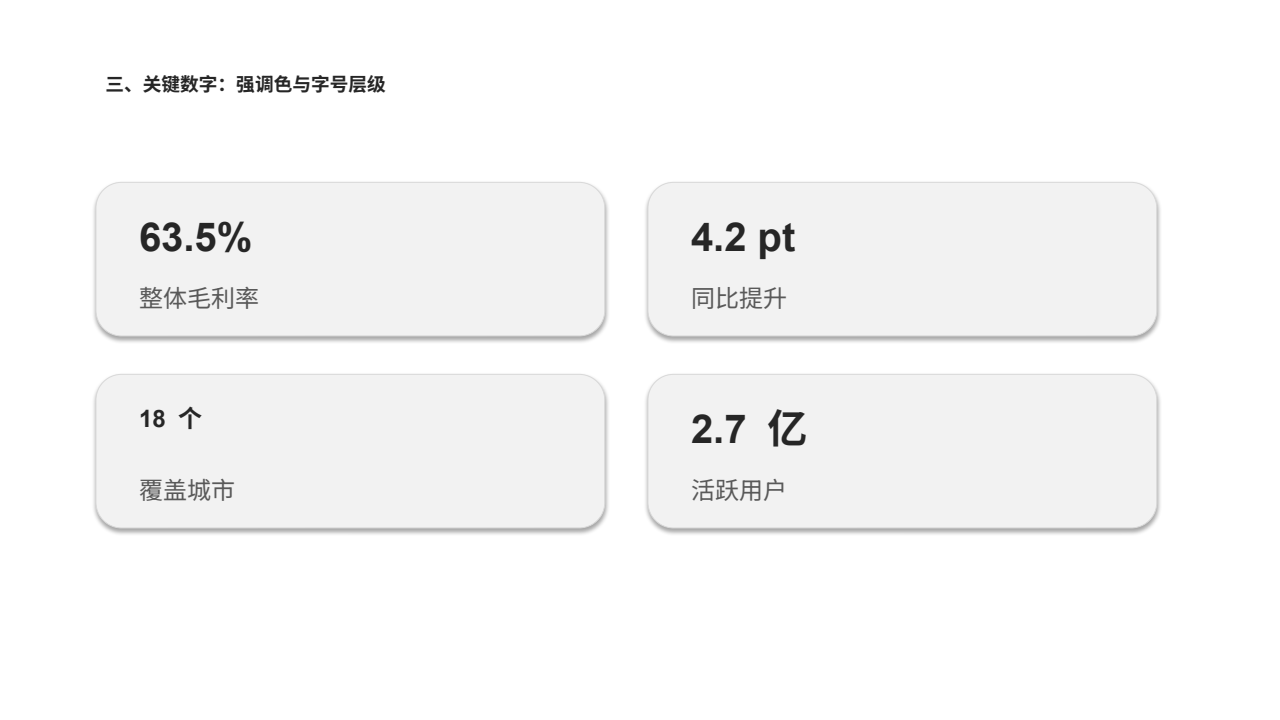 三、关键数字：强调色与字号层级
63.5%
整体毛利率
4.2 pt
同比提升
18 个
覆盖城市
2.7 亿
活跃用户